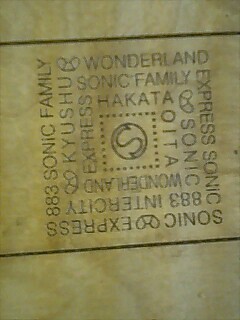 WONDERLAND
SONIC FAMILY
HAKATA
EXPRESS SONIC
SONIC
OITA
SONIC EXPRESS
883 INTERCITY
WONDERLAND
883 SONIC FAMILY
KYUSHU
EXPRESS
S